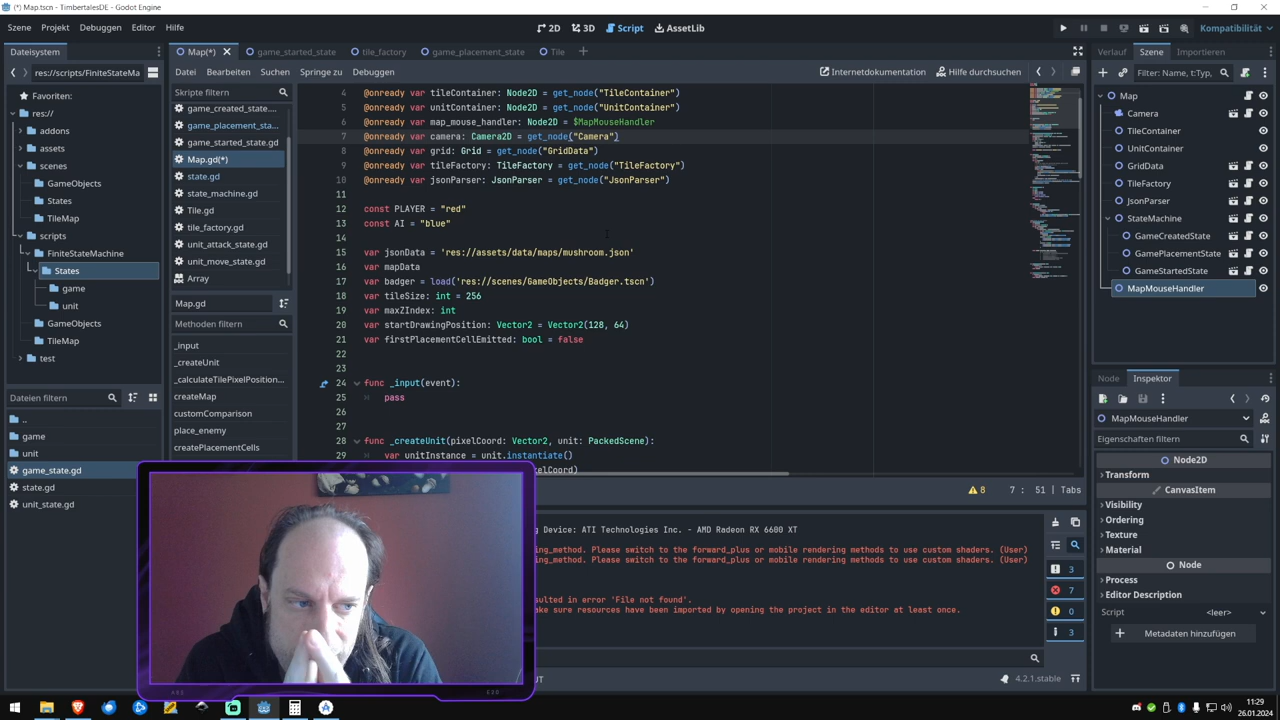 (*) Map.tscn - TimbertalesDE - Godot Engine
Szene Projekt Debuggen Editor Hilfe
2D 3D Script AssetLib
Kompatibilität
Dateisystem
Map(*)
game_started_state
tile_factory
game_placement_state
Tile
Verlauf Szene Importieren
res://scripts/FiniteStateMa
Datei Bearbeiten Suchen Springe zu Debuggen
Internetdokumentation
Hilfe durchsuchen
Filter: Name, t:Typ,
Favoriten:
res://
addons
assets
scenes
GameObjects
States
TileMap
scripts
FiniteStateMachine
States
game
unit
GameObjects
TileMap
test
Dateien filtern
..
game
unit
game_state.gd
state.gd
unit_state.gd
Skripte filtern
game_created_state....
game_placement_sta...
game_started_state.gd
Map.gd(*)
state.gd
state_machine.gd
Tile.gd
tile_factory.gd
unit_attack_state.gd
unit_move_state.gd
Array
Map.gd
Methoden filtern
_input
_createUnit
_calculateTilePixelPosition...
createMap
customComparison
place_enemy
createPlacementCells
4 @onready var tileContainer: Node2D = get_node("TileContainer")
@onready var unitContainer: Node2D = get_node("UnitContainer")
@onready var map_mouse_handler: Node2D = $MapMouseHandler
@onready var camera: Camera2D = get_node("Camera")
@onready var grid: Grid = get_node("GridData")
@onready var tileFactory: TileFactory = get_node("TileFactory")
@onready var jsonParser: JsonParser = get_node("JsonParser")
11
12 const PLAYER = "red"
13 const AI = "blue"
14
15 var jsonData = 'res://assets/data/maps/mushroom.json'
16 var mapData
17 var badger = load('res://scenes/GameObjects/Badger.tscn')
18 var tileSize: int = 256
19 var maxZIndex: int
20 var startDrawingPosition: Vector2 = Vector2(128, 64)
21 var firstPlacementCellEmitted: bool = false
22
23
24 func _input(event):
25 pass
26
27
28 func _createUnit(pixelCoord: Vector2, unit: PackedScene):
29 var unitInstance = unit.instantiate()
elCoord)
8 7 : 51 | Tabs
ng Device: ATI Technologies Inc. - AMD Radeon RX 6600 XT
ing_method. Please switch to the forward_plus or mobile rendering methods to use custom shaders. (User)
ing_method. Please switch to the forward_plus or mobile rendering methods to use custom shaders. (User)
sulted in error 'File not found'.
ake sure resources have been imported by opening the project in the editor at least once.
3
7
0
3
UT
4.2.1.stable
Map
Camera
TileContainer
UnitContainer
GridData
TileFactory
JsonParser
StateMachine
GameCreatedState
GamePlacementState
GameStartedState
MapMouseHandler
Node Inspektor
MapMouseHandler
Eigenschaften filtern
Node2D
Transform
CanvasItem
Visibility
Ordering
Texture
Material
Node
Process
Editor Description
Script <leer>
Metadaten hinzufügen
11:29
26.01.2024